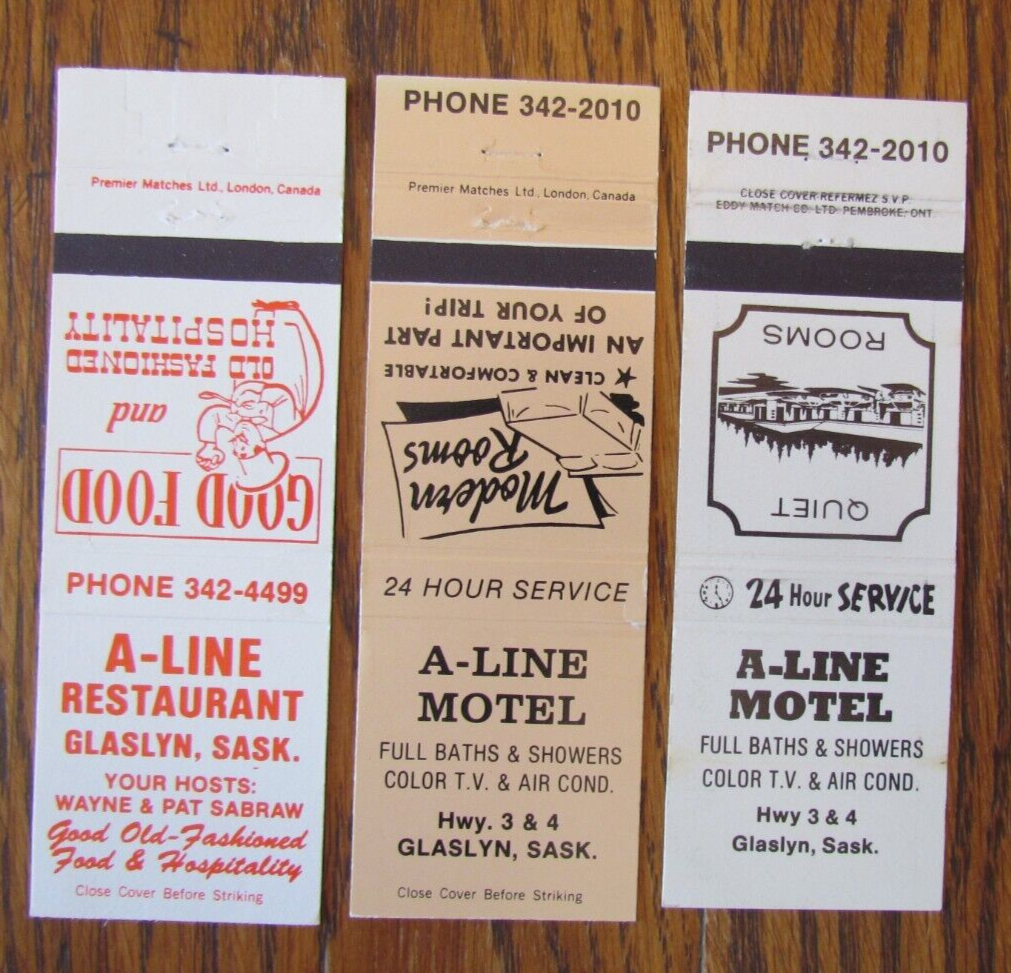 Premier Matches Ltd., London, Canada
GOOD FOOD
and
OLD FASHIONED
HOSPITALITY
PHONE 342-4499
A-LINE
RESTAURANT
GLASLYN, SASK.
YOUR HOSTS:
WAYNE & PAT SABRAW
Good Old-Fashioned
Food & Hospitality
Close Cover Before Striking
PHONE 342-2010
Premier Matches Ltd., London, Canada
Modern
Rooms
★ CLEAN & COMFORTABLE
AN IMPORTANT PART
OF YOUR TRIP!
24 HOUR SERVICE
A-LINE
MOTEL
FULL BATHS & SHOWERS
COLOR T.V. & AIR COND.
Hwy. 3 & 4
GLASLYN, SASK.
Close Cover Before Striking
PHONE 342-2010
CLOSE COVER-REFERMEZ S.V.P.
EDDY MATCH CO. LTD. PEMBROKE, ONT.
QUIET
ROOMS
24 Hour SERVICE
A-LINE
MOTEL
FULL BATHS & SHOWERS
COLOR T.V. & AIR COND.
Hwy 3 & 4
Glaslyn, Sask.